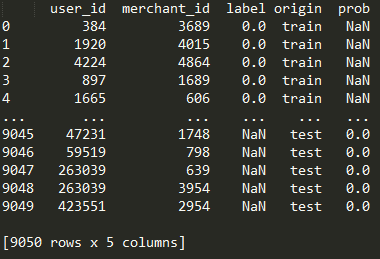 user_id merchant_id label origin prob
0 384 3689 0.0 train NaN
1 1920 4015 0.0 train NaN
2 4224 4864 0.0 train NaN
3 897 1689 0.0 train NaN
4 1665 606 0.0 train NaN
... ... ... ... ... ...
9045 47231 1748 NaN test 0.0
9046 59519 798 NaN test 0.0
9047 263039 639 NaN test 0.0
9048 263039 3954 NaN test 0.0
9049 423551 2954 NaN test 0.0
[9050 rows x 5 columns]